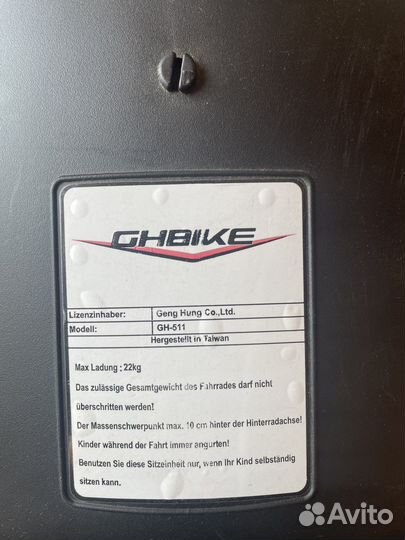 GHBIKE
Lizenzinhaber: Geng Hung Co.,Ltd.
Modell: GH-511
Hergestellt in Taiwan
Max Ladung ; 22kg
Das zulässige Gesamtgewicht des Fahrrades darf nicht
überschritten werden!
Der Massenschwerpunkt max. 10 cm hinter der Hinterradachse!
Kinder während der Fahrt immer angurten!
Benutzen Sie diese Sitzeinheit nur, wenn Ihr Kind selbständig
sitzen kann.
Avito